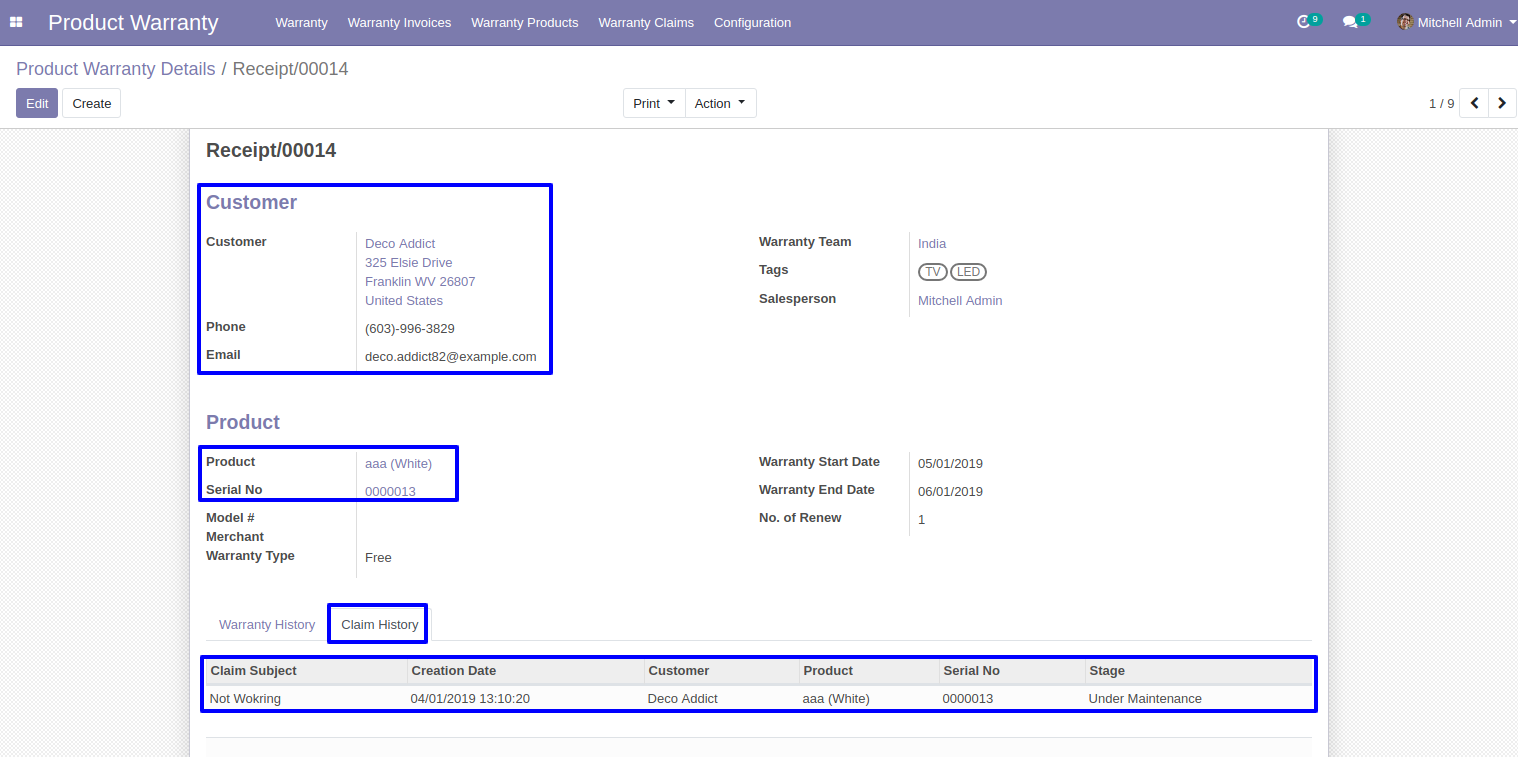 Product Warranty Warranty Warranty Invoices Warranty Products Warranty Claims Configuration 9 1 Mitchell Admin
Product Warranty Details / Receipt/00014
Edit Create Print Action 1 / 9
Receipt/00014
Customer
Customer Deco Addict
325 Elsie Drive
Franklin WV 26807
United States
Phone (603)-996-3829
Email deco.addict82@example.com
Warranty Team India
Tags TV LED
Salesperson Mitchell Admin
Product
Product aaa (White)
Serial No 0000013
Model #
Merchant
Warranty Type Free
Warranty Start Date 05/01/2019
Warranty End Date 06/01/2019
No. of Renew 1
Warranty History Claim History
Claim Subject Creation Date Customer Product Serial No Stage
Not Wokring 04/01/2019 13:10:20 Deco Addict aaa (White) 0000013 Under Maintenance